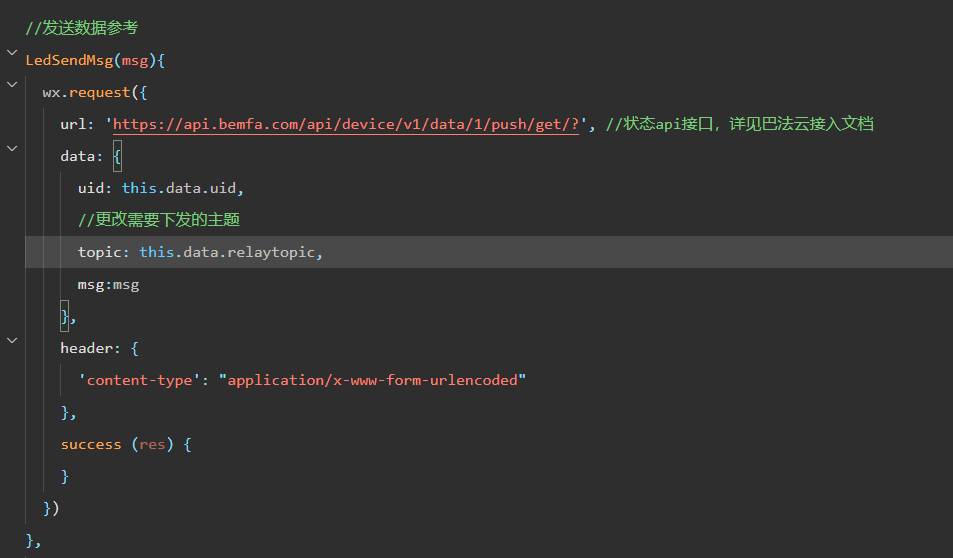 //发送数据参考
LedSendMsg(msg){
wx.request({
url: 'https://api.bemfa.com/api/device/v1/data/1/push/get/?', //状态api接口，详见巴法云接入文档
data: {
uid: this.data.uid,
//更改需要下发的主题
topic: this.data.relaytopic,
msg:msg
},
header: {
'content-type': "application/x-www-form-urlencoded"
},
success (res) {
}
})
},